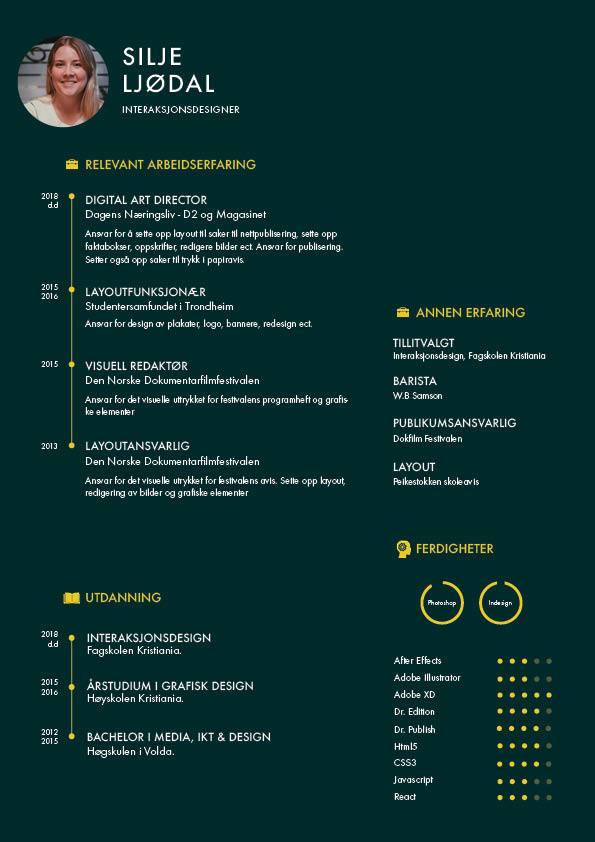 SILJE
LJØDAL
INTERAKSJONSDESIGNER
RELEVANT ARBEIDSERFARING
2018
d.d
DIGITAL ART DIRECTOR
Dagens Næringsliv - D2 og Magasinet
Ansvar for å sette opp layout til saker til nettpublisering, sette opp
faktabokser, oppskrifter, redigere bilder ect. Ansvar for publisering.
Setter også opp saker til trykk i papiravis.
2015
2016
LAYOUTFUNKSJONÆR
Studentersamfundet i Trondheim
Ansvar for design av plakater, logo, bannere, redesign ect.
2015
VISUELL REDAKTØR
Den Norske Dokumentarfilmfestivalen
Ansvar for det visuelle uttrykket for festivalens programheft og grafis-
ke elementer
2013
LAYOUTANSVARLIG
Den Norske Dokumentarfilmfestivalen
Ansvar for det visuelle uttrykket for festivalens avis. Sette opp layout,
redigering av bilder og grafiske elementer
UTDANNING
2018
d.d
INTERAKSJONSDESIGN
Fagskolen Kristiania.
2015
2016
ÅRSTUDIUM I GRAFISK DESIGN
Høyskolen Kristiania.
2012
2015
BACHELOR I MEDIA, IKT & DESIGN
Høgskulen i Volda.
ANNEN ERFARING
TILLITVALGT
Interaksjonsdesign, Fagskolen Kristiania
BARISTA
W.B Samson
PUBLIKUMSANSVARLIG
Dokfilm Festivalen
LAYOUT
Peikestokken skoleavis
FERDIGHETER
Photoshop
Indesign
After Effects
Adobe Illustrator
Adobe XD
Dr. Edition
Dr. Publish
Html5
CSS3
Javascript
React